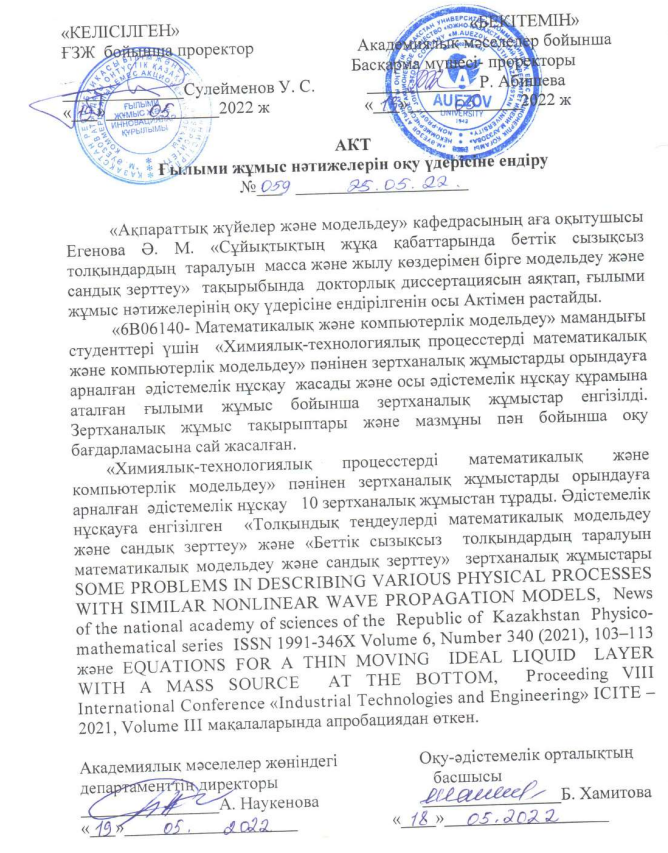 «КЕЛІСІЛГЕН»
ҒЗЖ бойынша проректор
Сулейменов У. С.
«19» 05 2022 ж
«БЕКІТЕМІН»
Академиялық мәселелер бойынша
Басқарма мүшесі- проректоры
Р. Абишева
2022 ж
ҒЫЛЫМИ
ИННОВАЦИЯЛЫҚ
ҚҰРЫЛЫМЫ
AUEZOV
UNIVERSITY
1943
АКТ
Ғылыми жұмыс нәтижелерін оқу үдерісіне ендіру
№ 059 25.05.22.
«Ақпараттық жүйелер және модельдеу» кафедрасының аға оқытушысы
Егенова Ә. М. «Сұйықтықтың жұқа қабаттарында беттік сызықсыз
толқындардың таралуын масса және жылу көздерімен бірге модельдеу және
сандық зерттеу» тақырыбында докторлық диссертациясын аяқтап, ғылыми
жұмыс нәтижелерінің оқу үдерісіне ендірілгенін осы Актімен растайды.
«6В06140- Математикалық және компьютерлік модельдеу» мамандығы
студенттері үшін «Химиялық-технологиялық процесстерді математикалық
және компьютерлік модельдеу» пәнінен зертханалық жұмыстарды орындауға
арналған әдістемелік нұсқау жасады және осы әдістемелік нұсқау құрамына
аталған ғылыми жұмыс бойынша зертханалық жұмыстар енгізілді.
Зертханалық жұмыс тақырыптары және мазмұны пән бойынша оқу
бағдарламасына сай жасалған.
«Химиялық-технологиялық процесстерді математикалық және
компьютерлік модельдеу» пәнінен зертханалық жұмыстарды орындауға
арналған әдістемелік нұсқау 10 зертханалық жұмыстан тұрады. Әдістемелік
нұсқауға енгізілген «Толқындық теңдеулерді математикалық модельдеу
және сандық зерттеу» және «Беттік сызықсыз толқындардың таралуын
математикалық модельдеу және сандық зерттеу» зертханалық жұмыстары
SOME PROBLEMS IN DESCRIBING VARIOUS PHYSICAL PROCESSES
WITH SIMILAR NONLINEAR WAVE PROPAGATION MODELS, News
of the national academy of sciences of the Republic of Kazakhstan Physico-
mathematical series ISSN 1991-346X Volume 6, Number 340 (2021), 103–113
және EQUATIONS FOR A THIN MOVING IDEAL LIQUID LAYER
WITH A MASS SOURCE AT THE BOTTOM, Proceeding VIII
International Conference «Industrial Technologies and Engineering» ICITE –
2021, Volume III мақалаларында апробациядан өткен.
Академиялық мәселелер жөніндегі
департаменттің директоры
А. Наукенова
«19» 05. 2022
Оқу-әдістемелік орталықтың
басшысы
Б. Хамитова
«18» 05.2022